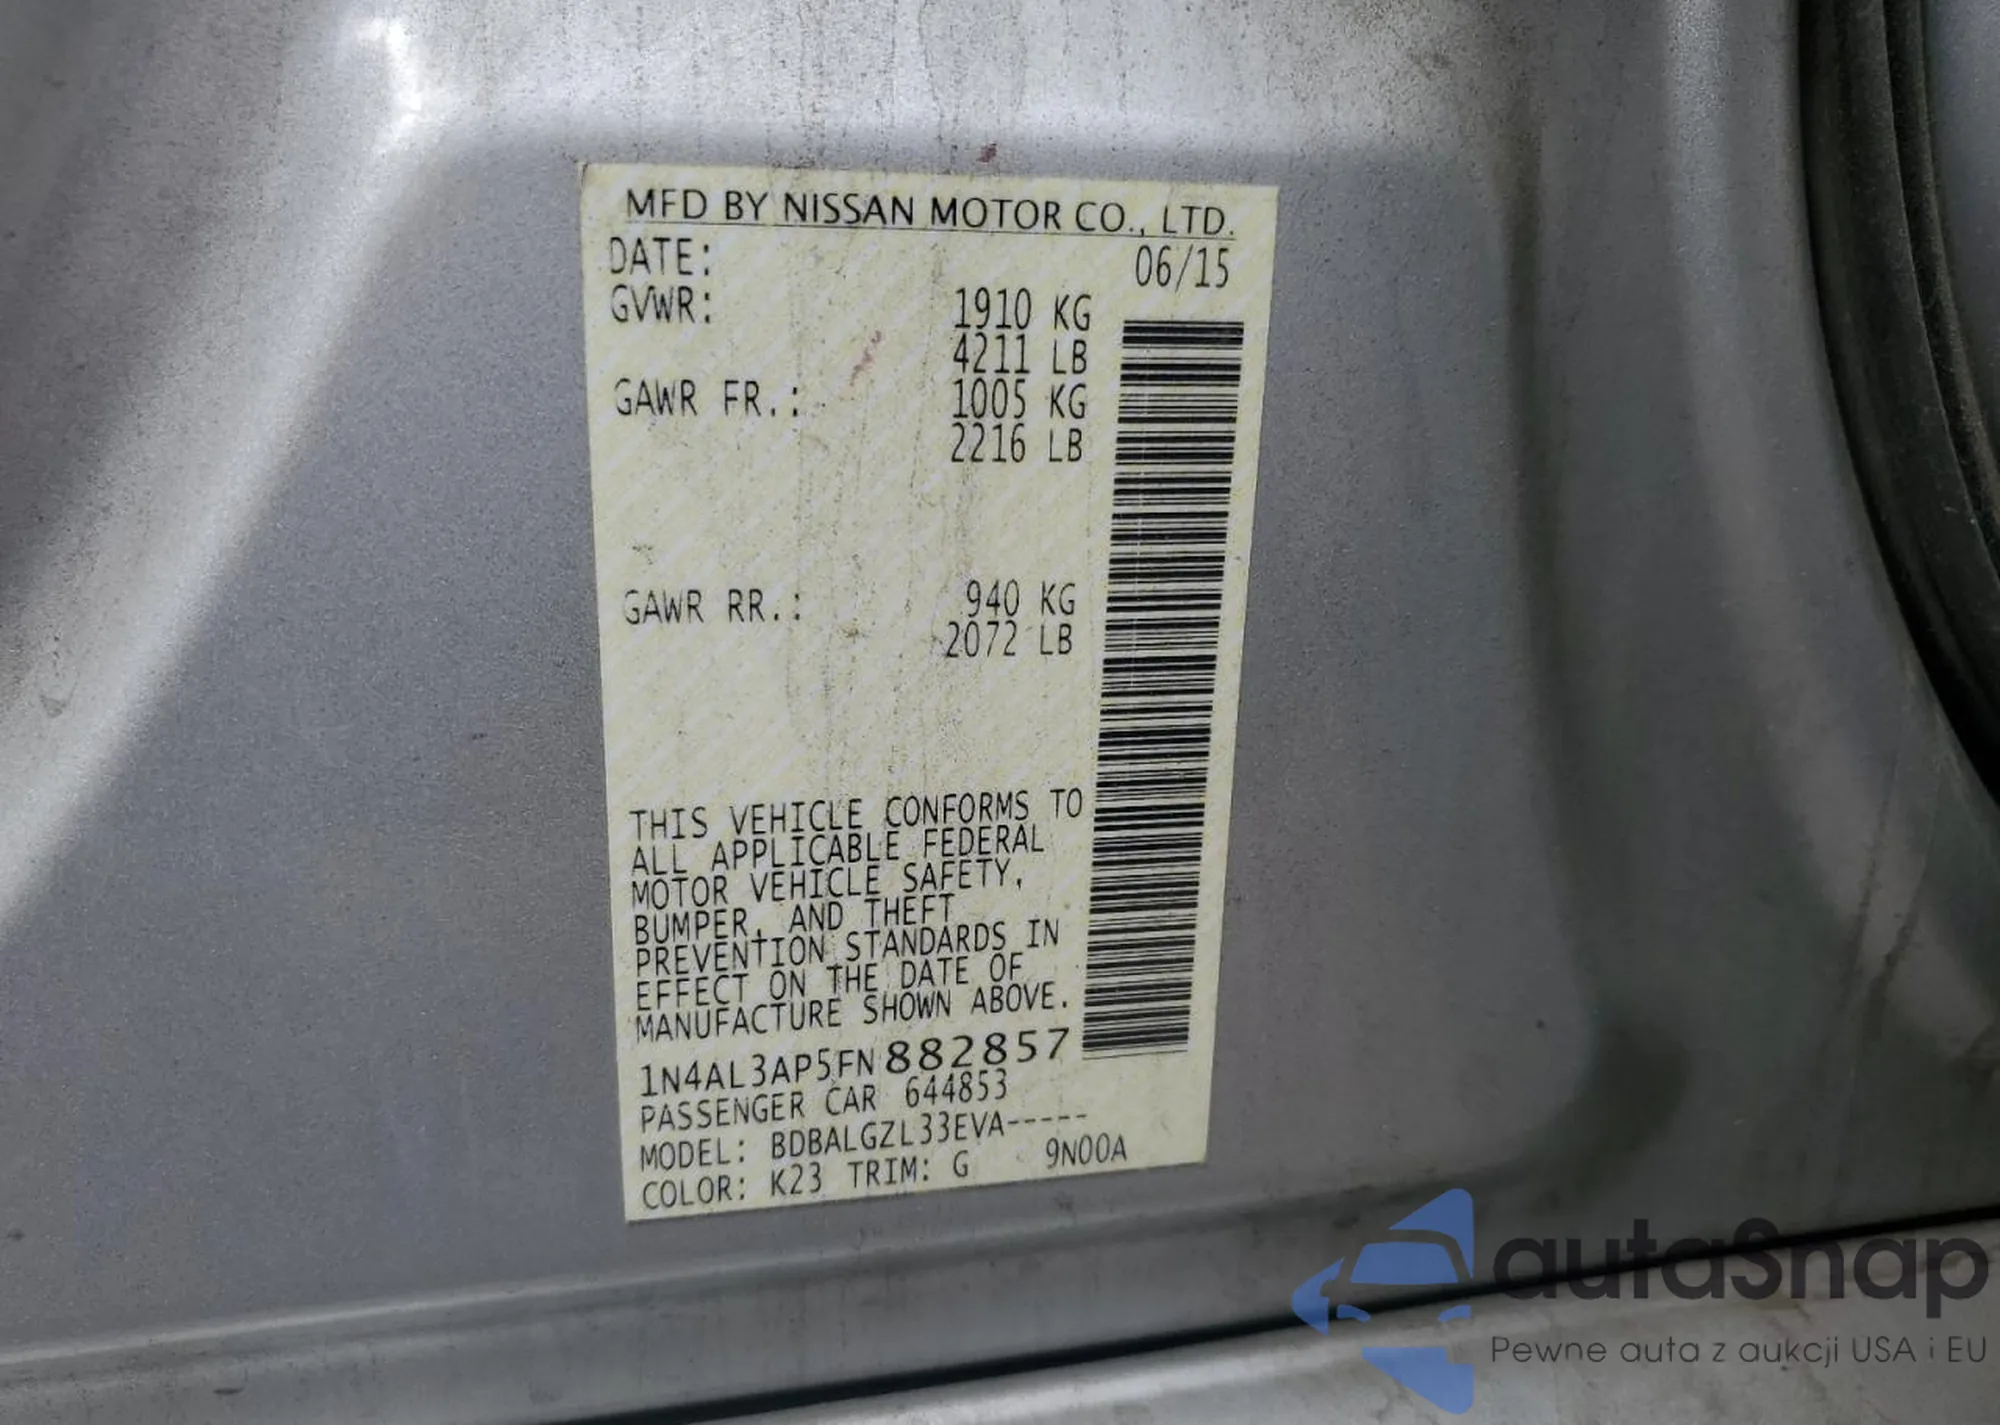 MFD BY NISSAN MOTOR CO., LTD.
DATE: 06/15
GVWR: 1910 KG
4211 LB
GAWR FR.: 1005 KG
2216 LB
GAWR RR.: 940 KG
2072 LB
THIS VEHICLE CONFORMS TO
ALL APPLICABLE FEDERAL
MOTOR VEHICLE SAFETY,
BUMPER, AND THEFT
PREVENTION STANDARDS IN
EFFECT ON THE DATE OF
MANUFACTURE SHOWN ABOVE.
1N4AL3AP5FN882857
PASSENGER CAR 644853
MODEL: BDBALGZL33EVA-----
COLOR: K23 TRIM: G 9N00A
autaSnap
Pewne auta z aukcji USA i EU